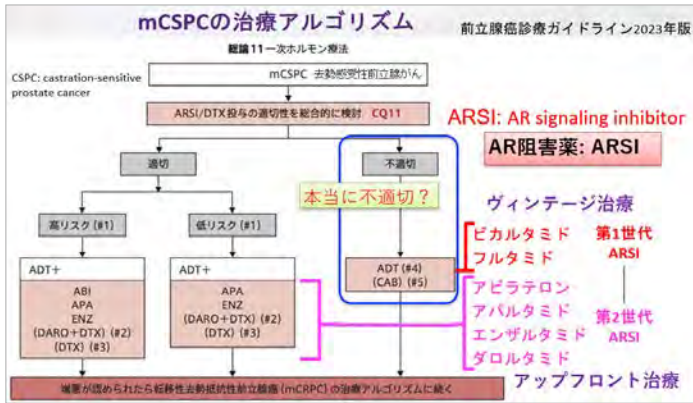 mCSPCの治療アルゴリズム
前立腺癌診療ガイドライン2023年版
総論11一次ホルモン療法
CSPC: castration-sensitive
prostate cancer
mCSPC 去勢感受性前立腺がん
ARSI/DTX投与の適切性を総合的に検討 CQ11
ARSI: AR signaling inhibitor
AR阻害薬: ARSI
適切
不適切
本当に不適切?
高リスク(#1)
低リスク(#1)
ヴィンテージ治療
ビカルタミド
フルタミド
第1世代
ARSI
ADT+
ABI
APA
ENZ
(DARO+DTX)(#2)
(DTX)(#3)
ADT+
APA
ENZ
(DARO+DTX)(#2)
(DTX)(#3)
ADT(#4)
(CAB)(#5)
アビラテロン
アパルタミド
エンザルタミド
ダロルタミド
第2世代
ARSI
アップフロント治療
増悪が認められたら転移性去勢抵抗性前立腺癌(mCRPC)の治療アルゴリズムに続く